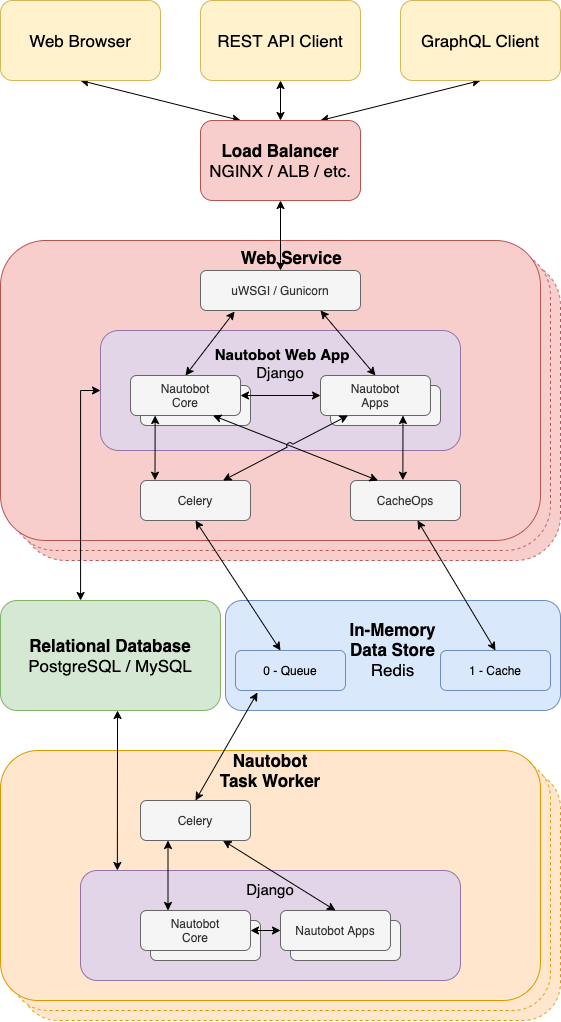 Web Browser
REST API Client
GraphQL Client
Load Balancer
NGINX / ALB / etc.
Web Service
uWSGI / Gunicorn
Nautobot Web App
Django
Nautobot
Core
Nautobot
Apps
Celery
CacheOps
Relational Database
PostgreSQL / MySQL
In-Memory
Data Store
Redis
0 - Queue
1 - Cache
Nautobot
Task Worker
Celery
Django
Nautobot
Core
Nautobot Apps